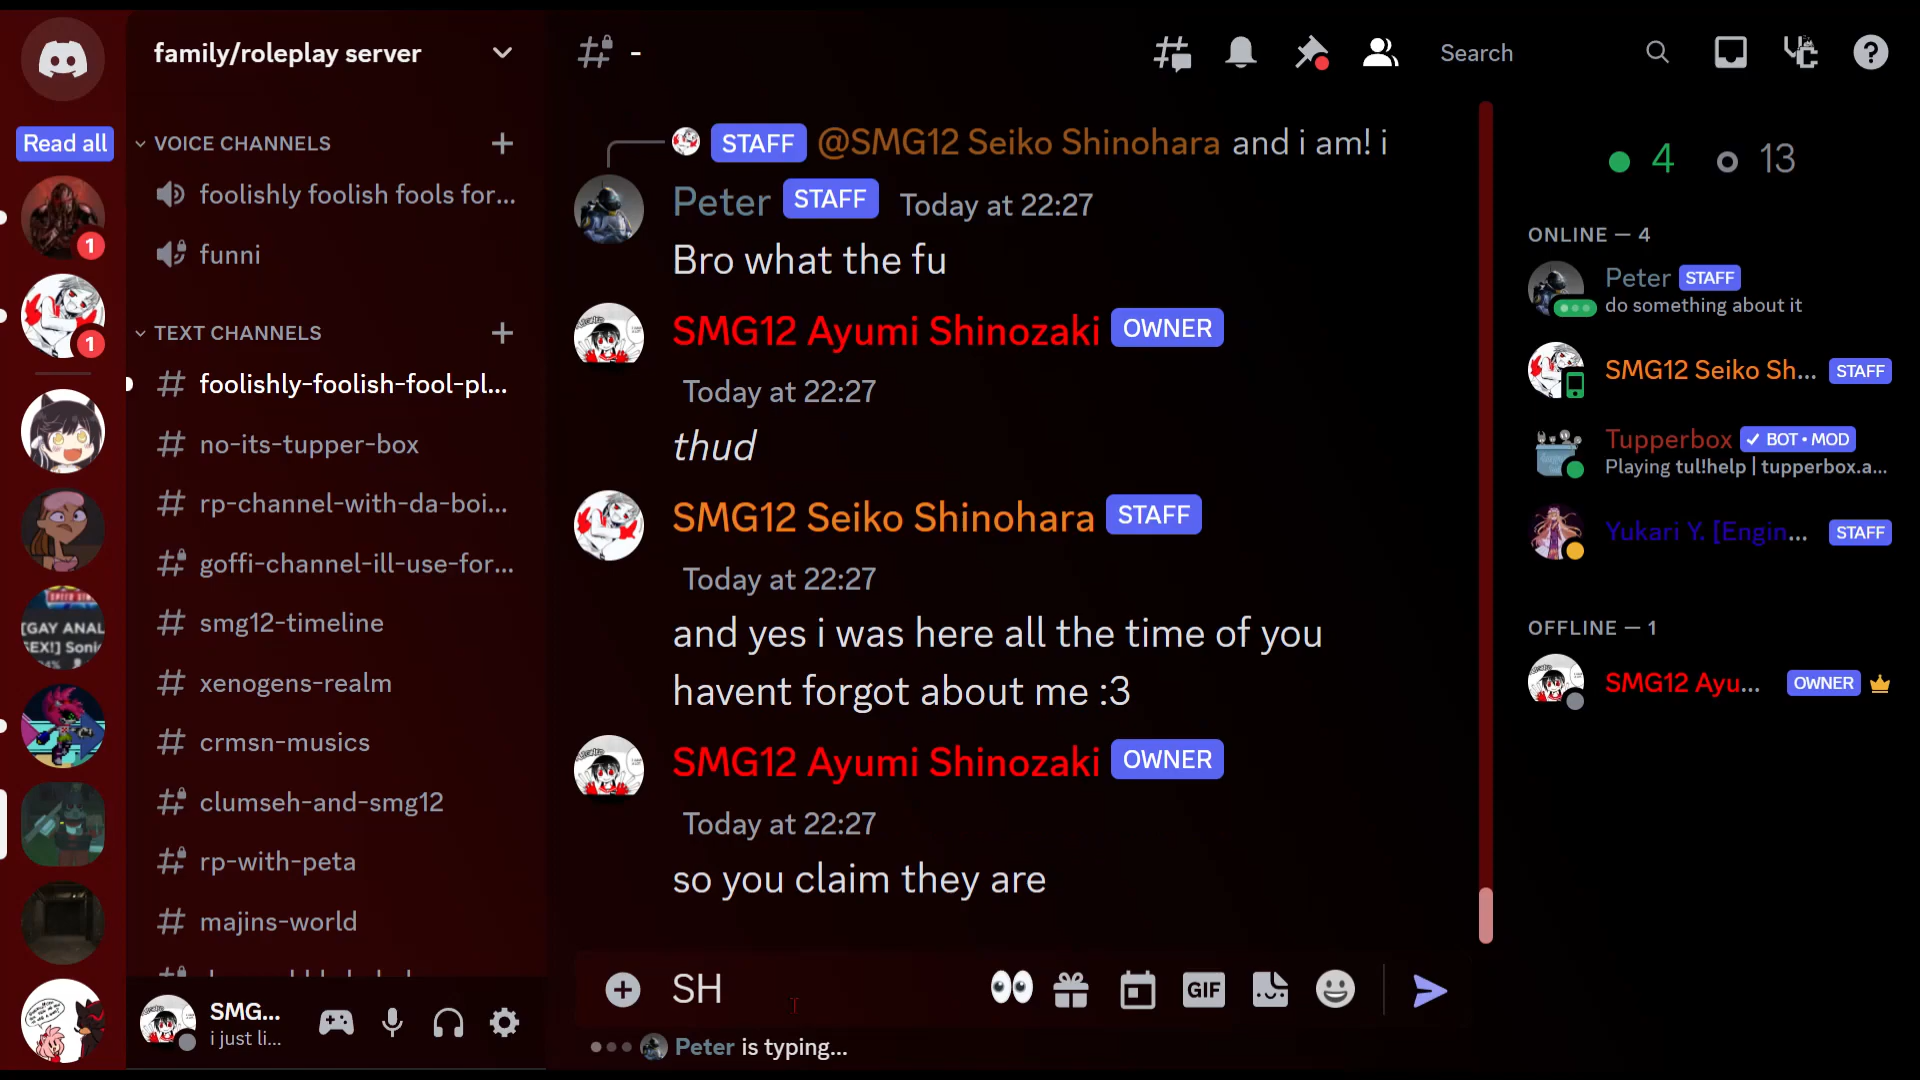 family/roleplay server
-
Search
Read all
VOICE CHANNELS
foolishly foolish fools for...
funni
TEXT CHANNELS
foolishly-foolish-fool-pl...
no-its-tupper-box
rp-channel-with-da-boi...
goffi-channel-ill-use-for...
smg12-timeline
xenogens-realm
crmsn-musics
clumseh-and-smg12
rp-with-peta
majins-world
1
1
[GAY ANAL
SEX!] Soni
SMG...
i just li...
STAFF @SMG12 Seiko Shinohara and i am! i
Peter STAFF Today at 22:27
Bro what the fu
SMG12 Ayumi Shinozaki OWNER
Today at 22:27
thud
SMG12 Seiko Shinohara STAFF
Today at 22:27
and yes i was here all the time of you
havent forgot about me :3
SMG12 Ayumi Shinozaki OWNER
Today at 22:27
so you claim they are
SH
GIF
Peter is typing...
4 13
ONLINE — 4
Peter STAFF
do something about it
SMG12 Seiko Sh... STAFF
Tupperbox BOT • MOD
Playing tul!help | tupperbox.a...
Yukari Y. [Engin... STAFF
OFFLINE — 1
SMG12 Ayu... OWNER